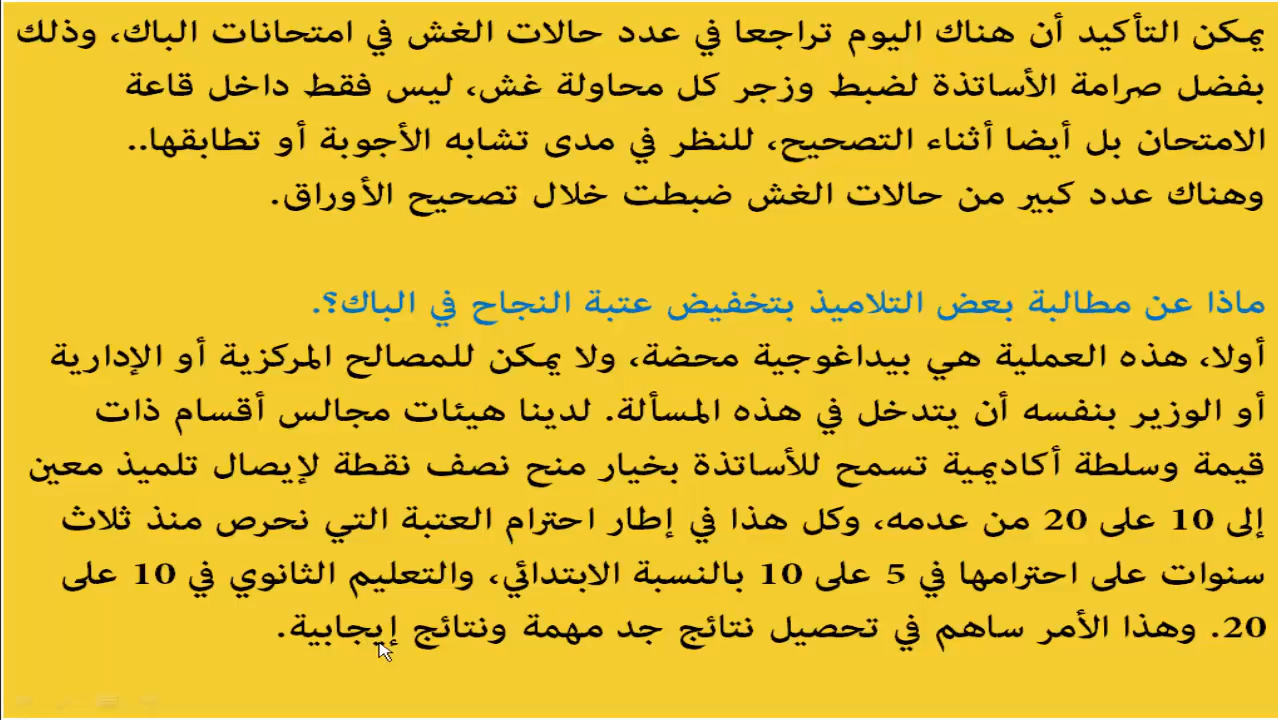 يمكن التأكيد أن هناك اليوم تراجعا في عدد حالات الغش في امتحانات الباك، وذلك
بفضل صرامة الأساتذة لضبط وزجر كل محاولة غش، ليس فقط داخل قاعة
الامتحان بل أيضا أثناء التصحيح، للنظر في مدى تشابه الأجوبة أو تطابقها..
وهناك عدد كبير من حالات الغش ضبطت خلال تصحيح الأوراق.
ماذا عن مطالبة بعض التلاميذ بتخفيض عتبة النجاح في الباك؟.
أولا، هذه العملية هي بيداغوجية محضة، ولا يمكن للمصالح المركزية أو الإدارية
أو الوزير بنفسه أن يتدخل في هذه المسألة. لدينا هيئات مجالس أقسام ذات
قيمة وسلطة أكاديمية تسمح للأساتذة بخيار منح نصف نقطة لإيصال تلميذ معين
إلى 10 على 20 من عدمه، وكل هذا في إطار احترام العتبة التي نحرص منذ ثلاث
سنوات على احترامها في 5 على 10 بالنسبة الابتدائي، والتعليم الثانوي في 10 على
20. وهذا الأمر ساهم في تحصيل نتائج جد مهمة ونتائج إيجابية.